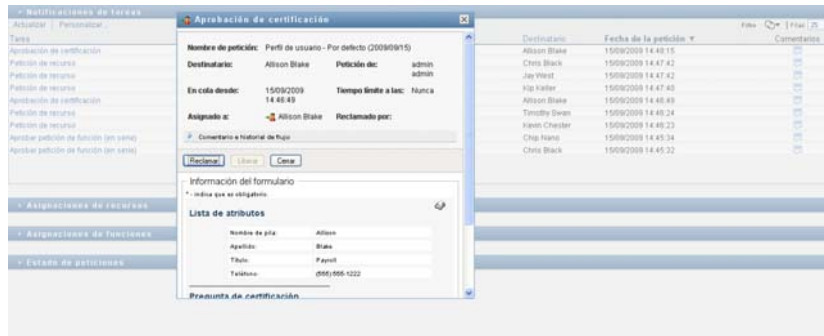 Notificaciones de tareas
Actualizar | Personalizar
Filtro
Filas 25
Tarea
Destinatario
Fecha de la petición
Comentarios
Aprobación de certificación
Allison Blake
15/09/2009 14:49:15
Petición de recurso
Chris Black
15/09/2009 14:47:42
Petición de recurso
Jay West
15/09/2009 14:47:42
Petición de recurso
Kip Keller
15/09/2009 14:47:40
Aprobación de certificación
Allison Blake
15/09/2009 14:46:49
Petición de recurso
Timothy Swan
15/09/2009 14:46:24
Petición de recurso
Kevin Chester
15/09/2009 14:46:23
Aprobar petición de función (en serie)
Chip Nano
15/09/2009 14:45:34
Aprobar petición de función (en serie)
Chris Black
15/09/2009 14:45:32
Asignaciones de recursos
Asignaciones de funciones
Estado de peticiones
Aprobación de certificación
Nombre de petición: Perfil de usuario - Por defecto (2009/09/15)
Destinatario: Allison Blake Petición de: admin admin
En cola desde: 15/09/2009 14:46:49 Tiempo límite a las: Nunca
Asignado a: Allison Blake Reclamado por:
Comentario e historial de flujo
Reclamar Liberar Cerrar
Información del formulario
* - indica que es obligatorio.
Lista de atributos
Nombre de pila: Allison
Apellido: Blake
Título: Payroll
Teléfono: (555) 555-1222
Pregunta de certificación